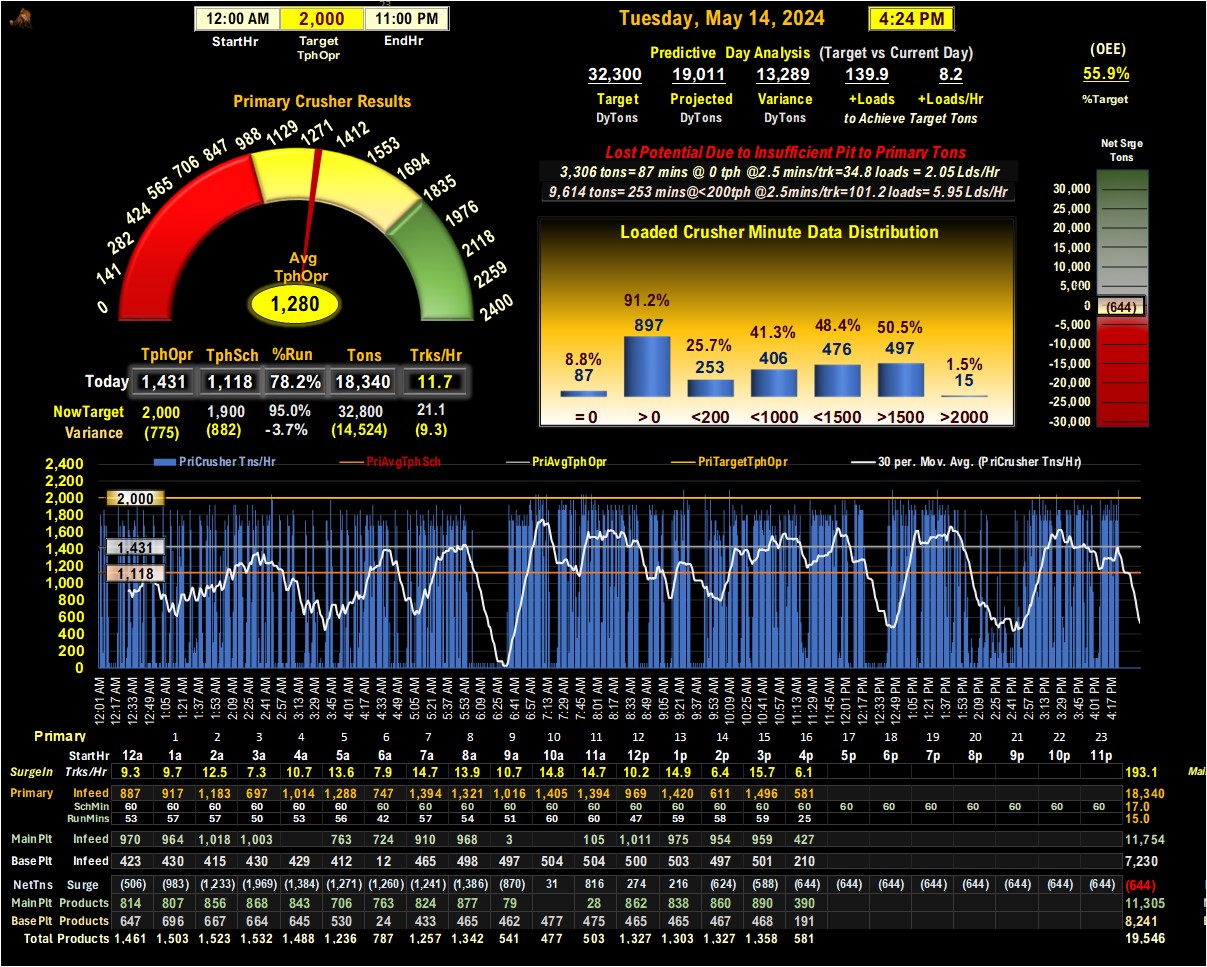 23
12:00 AM 2,000 11:00 PM
StartHr Target EndHr
TphOpr
Tuesday, May 14, 2024 4:24 PM
Predictive Day Analysis (Target vs Current Day)
32,300 19,011 13,289 139.9 8.2
Target Projected Variance +Loads +Loads/Hr
DyTons DyTons DyTons to Achieve Target Tons
(OEE)
55.9%
%Target
Primary Crusher Results
0 141 282 424 565 706 847 988 1129 1271 1412 1553 1694 1835 1976 2118 2259 2400
Avg
TphOpr
1,280
Lost Potential Due to Insufficient Pit to Primary Tons
3,306 tons= 87 mins @ 0 tph @2.5 mins/trk=34.8 loads = 2.05 Lds/Hr
9,614 tons= 253 mins@<200tph @2.5mins/trk=101.2 loads= 5.95 Lds/Hr
Loaded Crusher Minute Data Distribution
8.8% 91.2% 25.7% 41.3% 48.4% 50.5% 1.5%
87 897 253 406 476 497 15
= 0 > 0 <200 <1000 <1500 >1500 >2000
Net Srge
Tons
30,000
25,000
20,000
15,000
10,000
5,000
0 (644)
-5,000
-10,000
-15,000
-20,000
-25,000
-30,000
TphOpr TphSch %Run Tons Trks/Hr
Today 1,431 1,118 78.2% 18,340 11.7
NowTarget 2,000 1,900 95.0% 32,800 21.1
Variance (775) (882) -3.7% (14,524) (9.3)
PriCrusher Tns/Hr PriAvgTphSch PriAvgTphOpr PriTargetTphOpr 30 per. Mov. Avg. (PriCrusher Tns/Hr)
2,400
2,200
2,000 2,000
1,800
1,600
1,400 1,431
1,200 1,118
1,000
800
600
400
200
0
12:01 AM 12:17 AM 12:33 AM 12:49 AM 1:05 AM 1:21 AM 1:37 AM 1:53 AM 2:09 AM 2:25 AM 2:41 AM 2:57 AM 3:13 AM 3:29 AM 3:45 AM 4:01 AM 4:17 AM 4:33 AM 4:49 AM 5:05 AM 5:21 AM 5:37 AM 5:53 AM 6:09 AM 6:25 AM 6:41 AM 6:57 AM 7:13 AM 7:29 AM 7:45 AM 8:01 AM 8:17 AM 8:33 AM 8:49 AM 9:05 AM 9:21 AM 9:37 AM 9:53 AM 10:09 AM 10:25 AM 10:41 AM 10:57 AM 11:13 AM 11:29 AM 11:45 AM 12:01 PM 12:17 PM 12:33 PM 12:49 PM 1:05 PM 1:21 PM 1:37 PM 1:53 PM 2:09 PM 2:25 PM 2:41 PM 2:57 PM 3:13 PM 3:29 PM 3:45 PM 4:01 PM 4:17 PM
Primary 1 2 3 4 5 6 7 8 9 10 11 12 13 14 15 16 17 18 19 20 21 22 23
StartHr 12a 1a 2a 3a 4a 5a 6a 7a 8a 9a 10a 11a 12p 1p 2p 3p 4p 5p 6p 7p 8p 9p 10p 11p
SurgeIn Trks/Hr 9.3 9.7 12.5 7.3 10.7 13.6 7.9 14.7 13.9 10.7 14.8 14.7 10.2 14.9 6.4 15.7 6.1 193.1
Primary Infeed 887 917 1,183 697 1,014 1,288 747 1,394 1,321 1,016 1,405 1,394 969 1,420 611 1,496 581 18,340
SchMin 60 60 60 60 60 60 60 60 60 60 60 60 60 60 60 60 60 60 60 60 60 60 60 60 17.0
RunMins 53 57 57 50 53 56 42 57 54 51 60 60 47 59 58 59 25 15.0
MainPlt Infeed 970 964 1,018 1,003 763 724 910 968 3 105 1,011 975 954 959 427 11,754
BasePlt Infeed 423 430 415 430 429 412 12 465 498 497 504 504 500 503 497 501 210 7,230
NetTns Surge (506) (983) (1,233) (1,969) (1,384) (1,271) (1,260) (1,241) (1,386) (870) 31 816 274 216 (624) (588) (644) (644) (644) (644) (644) (644) (644) (644) (644)
MainPlt Products 814 807 856 868 843 706 763 824 877 79 28 862 838 860 890 390 11,305
BasePlt Products 647 696 667 664 645 530 24 433 465 462 477 475 465 465 467 468 191 8,241
Total Products 1,461 1,503 1,523 1,532 1,488 1,236 787 1,257 1,342 541 477 503 1,327 1,303 1,327 1,358 581 19,546